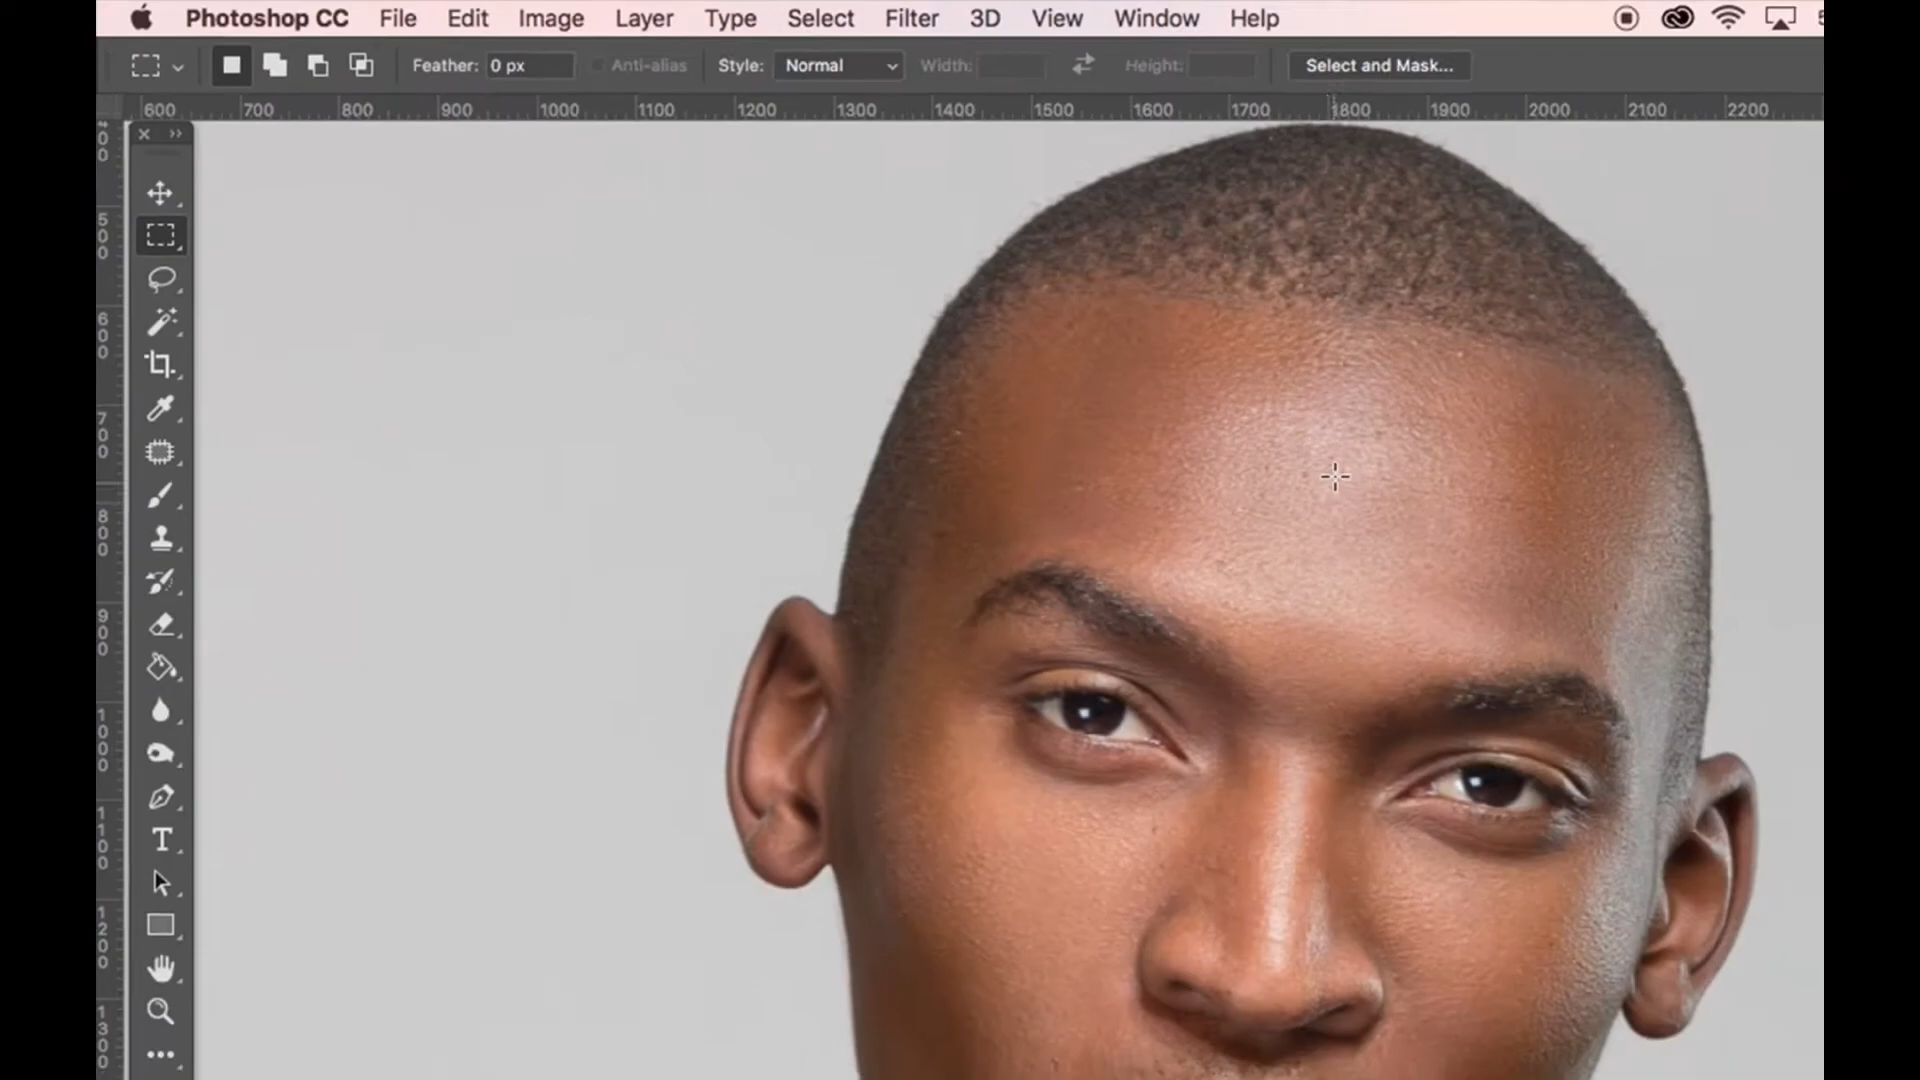 Photoshop CC File Edit Image Layer Type Select Filter 3D View Window Help
Feather: 0 px Anti-alias Style: Normal Width: Height: Select and Mask...
600 700 800 900 1000 1100 1200 1300 1400 1500 1600 1700 1800 1900 2000 2100 2200
500
600
700
800
900
1000
1100
1200
1300
T